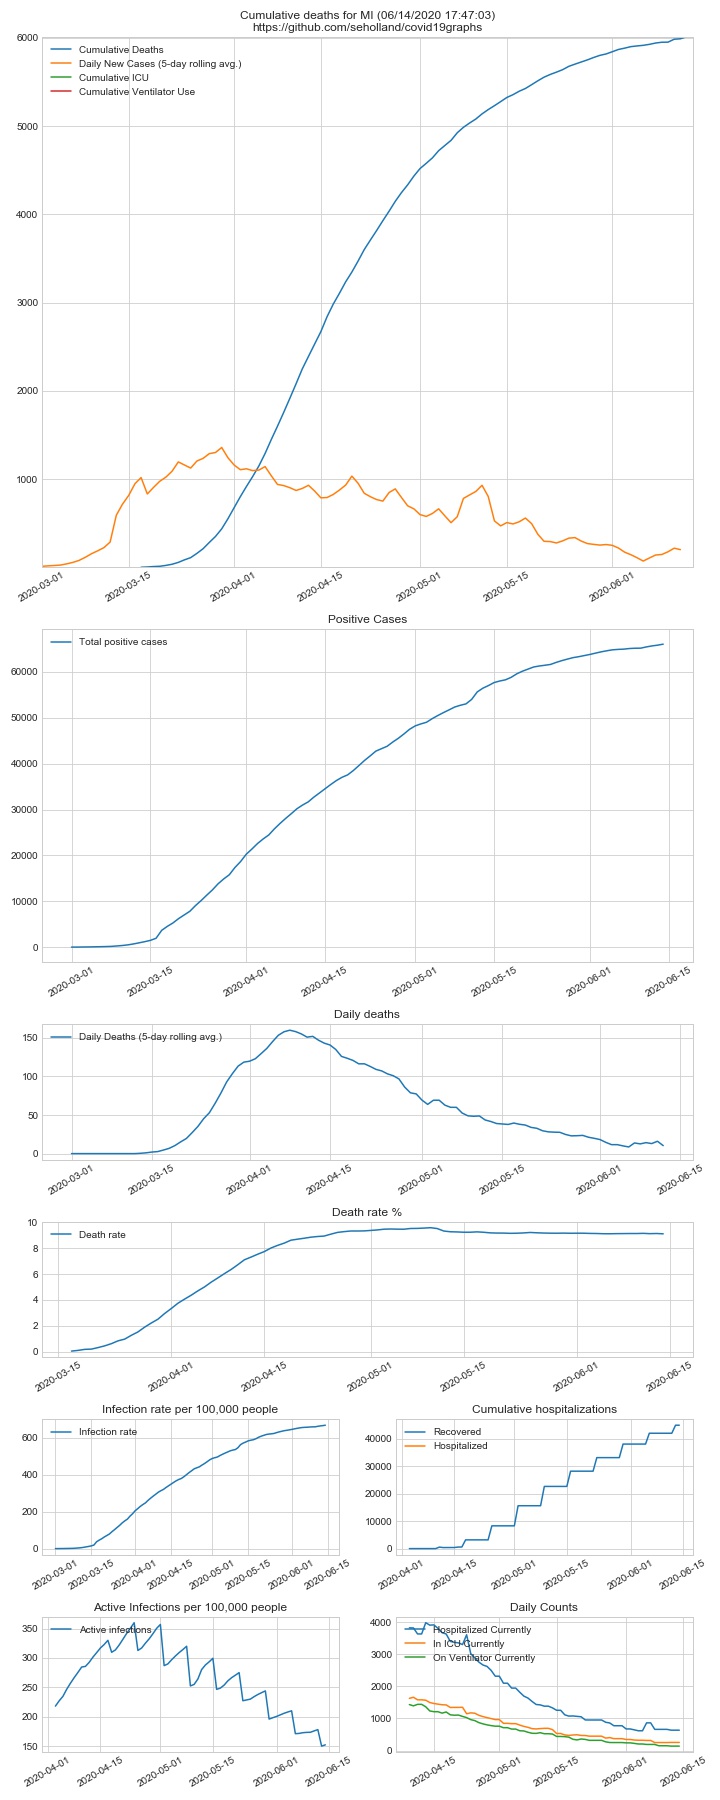 Cumulative deaths for MI (06/14/2020 17:47:03)
https://github.com/seholland/covid19graphs
6000
5000
4000
3000
2000
1000
Cumulative Deaths
Daily New Cases (5-day rolling avg.)
Cumulative ICU
Cumulative Ventilator Use
2020-03-01 2020-03-15 2020-04-01 2020-04-15 2020-05-01 2020-05-15 2020-06-01
Positive Cases
Total positive cases
60000
50000
40000
30000
20000
10000
0
2020-03-01 2020-03-15 2020-04-01 2020-04-15 2020-05-01 2020-05-15 2020-06-01 2020-06-15
Daily deaths
Daily Deaths (5-day rolling avg.)
150
100
50
0
2020-03-01 2020-03-15 2020-04-01 2020-04-15 2020-05-01 2020-05-15 2020-06-01 2020-06-15
Death rate %
Death rate
10
8
6
4
2
0
2020-03-15 2020-04-01 2020-04-15 2020-05-01 2020-05-15 2020-06-01 2020-06-15
Infection rate per 100,000 people
Infection rate
600
400
200
0
2020-03-01 2020-03-15 2020-04-01 2020-04-15 2020-05-01 2020-05-15 2020-06-01 2020-06-15
Cumulative hospitalizations
Recovered
Hospitalized
40000
30000
20000
10000
0
2020-04-01 2020-04-15 2020-05-01 2020-05-15 2020-06-01 2020-06-15
Active Infections per 100,000 people
Active infections
350
300
250
200
150
2020-04-01 2020-04-15 2020-05-01 2020-05-15 2020-06-01 2020-06-15
Daily Counts
Hospitalized Currently
In ICU Currently
On Ventilator Currently
4000
3000
2000
1000
0
2020-04-15 2020-05-01 2020-05-15 2020-06-01 2020-06-15